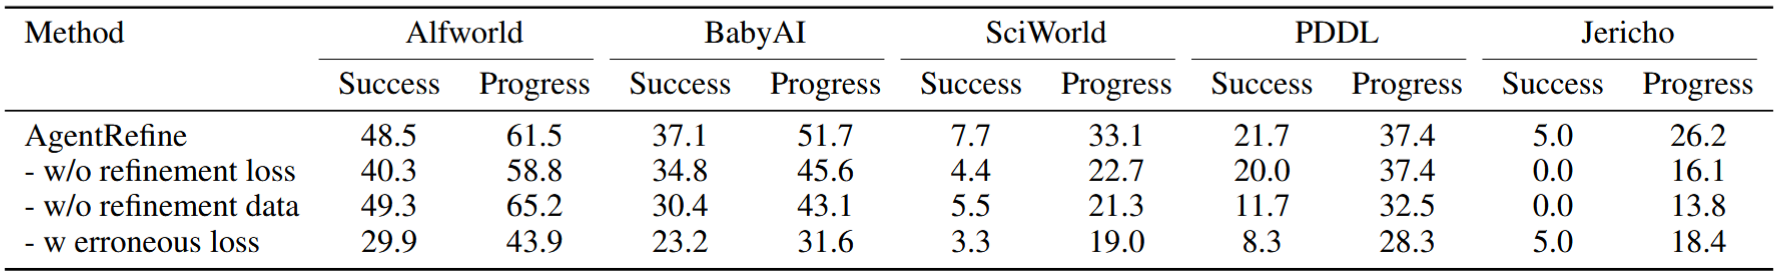 Method Alfworld BabyAI SciWorld PDDL Jericho
Success Progress Success Progress Success Progress Success Progress Success Progress
AgentRefine 48.5 61.5 37.1 51.7 7.7 33.1 21.7 37.4 5.0 26.2
- w/o refinement loss 40.3 58.8 34.8 45.6 4.4 22.7 20.0 37.4 0.0 16.1
- w/o refinement data 49.3 65.2 30.4 43.1 5.5 21.3 11.7 32.5 0.0 13.8
- w erroneous loss 29.9 43.9 23.2 31.6 3.3 19.0 8.3 28.3 5.0 18.4